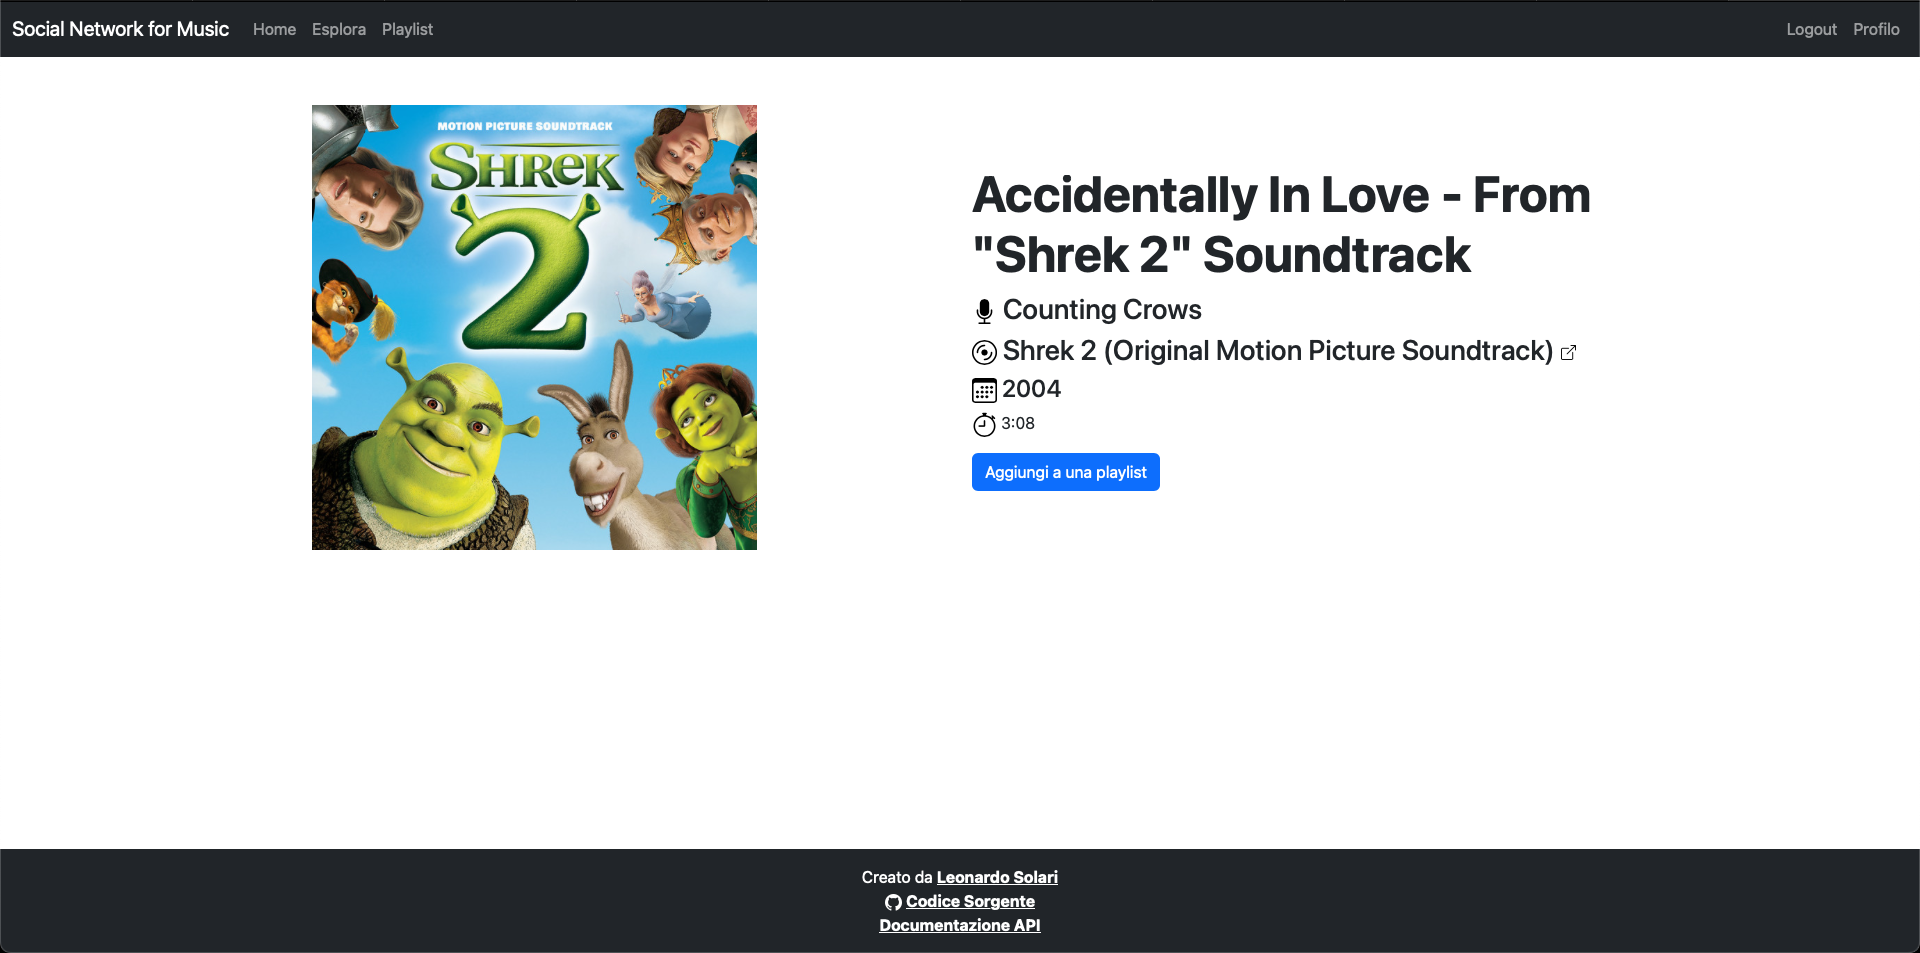 Social Network for Music Home Esplora Playlist Logout Profilo
MOTION PICTURE SOUNDTRACK
SHREK
2
Accidentally In Love - From
"Shrek 2" Soundtrack
Counting Crows
Shrek 2 (Original Motion Picture Soundtrack)
2004
3:08
Aggiungi a una playlist
Creato da Leonardo Solari
Codice Sorgente
Documentazione API